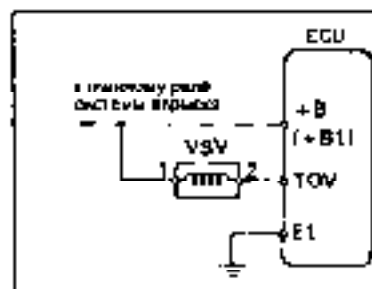 ECU
К главному реле
системы впрыска
+B
(+B1)
VSV
1 2
TOV
E1